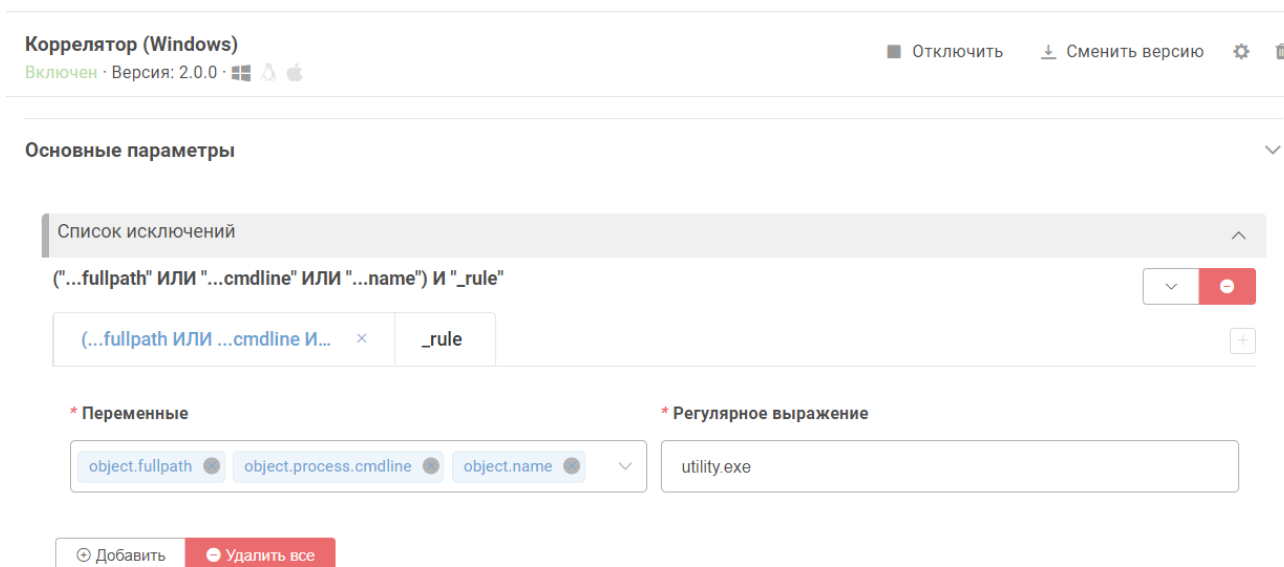 Коррелятор (Windows)
Отключить Сменить версию
Включен · Версия: 2.0.0 ·
Основные параметры
Список исключений
("...fullpath" ИЛИ "...cmdline" ИЛИ "...name") И "_rule"
(...fullpath ИЛИ ...cmdline И... × _rule
* Переменные * Регулярное выражение
object.fullpath object.process.cmdline object.name utility.exe
Добавить Удалить все